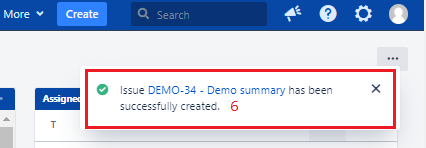 More Create Search
Assigned
Issue DEMO-34 - Demo summary has been
successfully created. 6
T